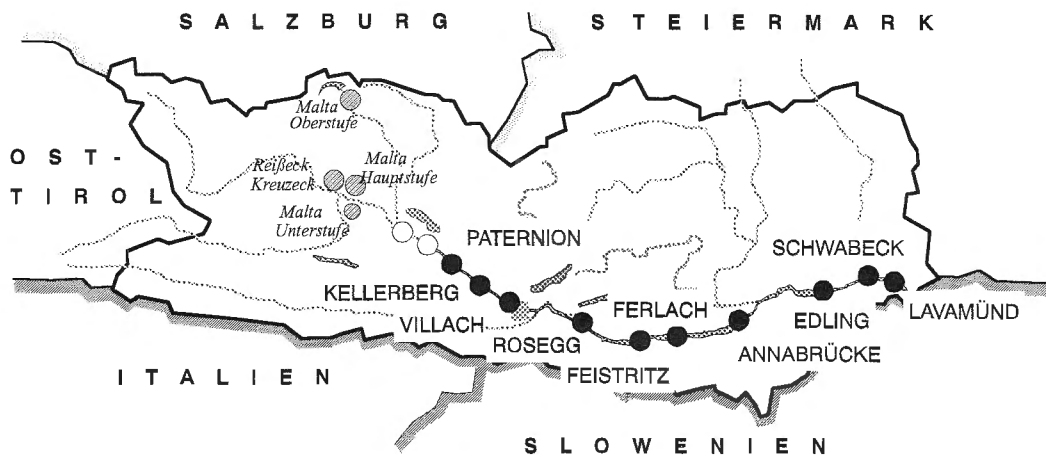 SALZBURG
STEIERMARK
Malta
Oberstufe
OST-
TIROL
Reißeck-
Kreuzeck
Malta
Hauptstufe
Malta
Unterstufe
PATERNION
SCHWABECK
KELLERBERG
FERLACH
LAVAMÜND
VILLACH
EDLING
ROSEGG
ANNABRÜCKE
FEISTRITZ
ITALIEN
SLOWENIEN